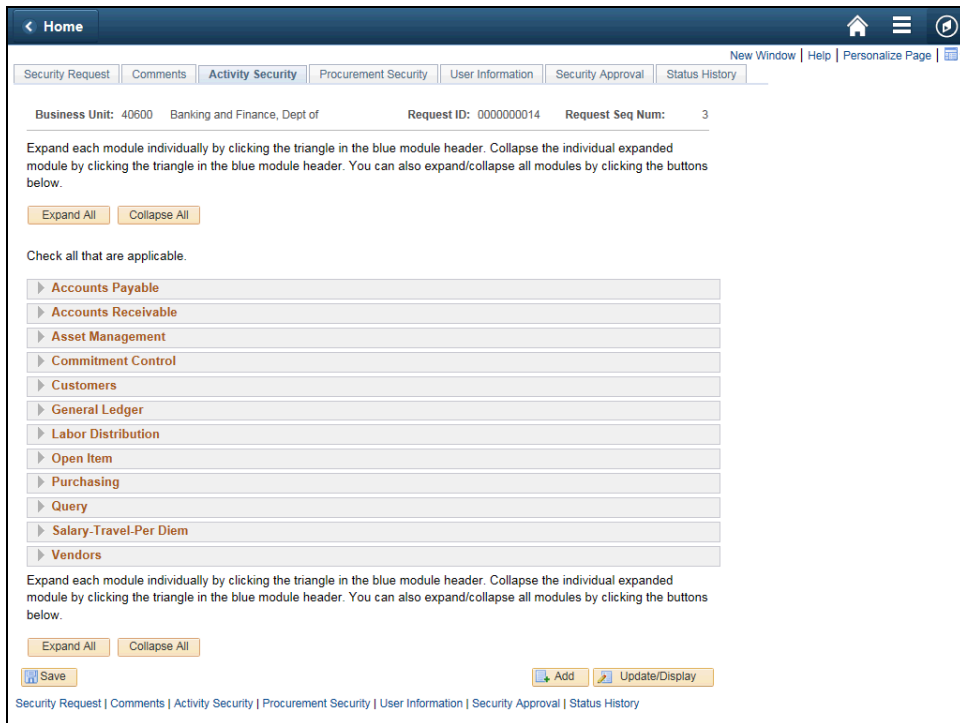 Home
New Window | Help | Personalize Page |
Security Request Comments Activity Security Procurement Security User Information Security Approval Status History
Business Unit: 40600 Banking and Finance, Dept of Request ID: 0000000014 Request Seq Num: 3
Expand each module individually by clicking the triangle in the blue module header. Collapse the individual expanded
module by clicking the triangle in the blue module header. You can also expand/collapse all modules by clicking the buttons
below.
Expand All Collapse All
Check all that are applicable.
Accounts Payable
Accounts Receivable
Asset Management
Commitment Control
Customers
General Ledger
Labor Distribution
Open Item
Purchasing
Query
Salary-Travel-Per Diem
Vendors
Expand each module individually by clicking the triangle in the blue module header. Collapse the individual expanded
module by clicking the triangle in the blue module header. You can also expand/collapse all modules by clicking the buttons
below.
Expand All Collapse All
Save Add Update/Display
Security Request | Comments | Activity Security | Procurement Security | User Information | Security Approval | Status History